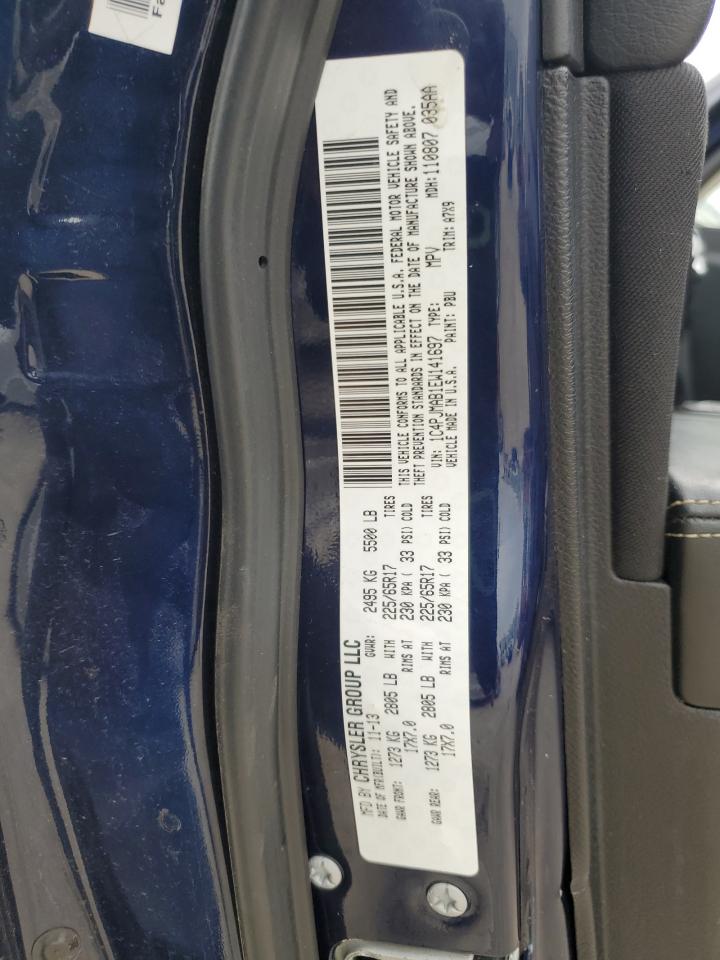 Fa
MFD BY CHRYSLER GROUP LLC
DATE OF MFR(BUILT): 11-13 GVWR: 2495 KG 5500 LB
GAWR FRONT: 1273 KG 2805 LB WITH 225/65R17 TIRES
17X7.0 RIMS AT 230 KPA ( 33 PSI) COLD
GAWR REAR: 1273 KG 2805 LB WITH 225/65R17 TIRES
17X7.0 RIMS AT 230 KPA ( 33 PSI) COLD
THIS VEHICLE CONFORMS TO ALL APPLICABLE U.S.A. FEDERAL MOTOR VEHICLE SAFETY AND
THEFT PREVENTION STANDARDS IN EFFECT ON THE DATE OF MANUFACTURE SHOWN ABOVE.
VIN: 1C4PJMAB1EW141697 TYPE: MPV MDH:110807 035AA
VEHICLE MADE IN U.S.A. PAINT: PBU TRIM: A7X9